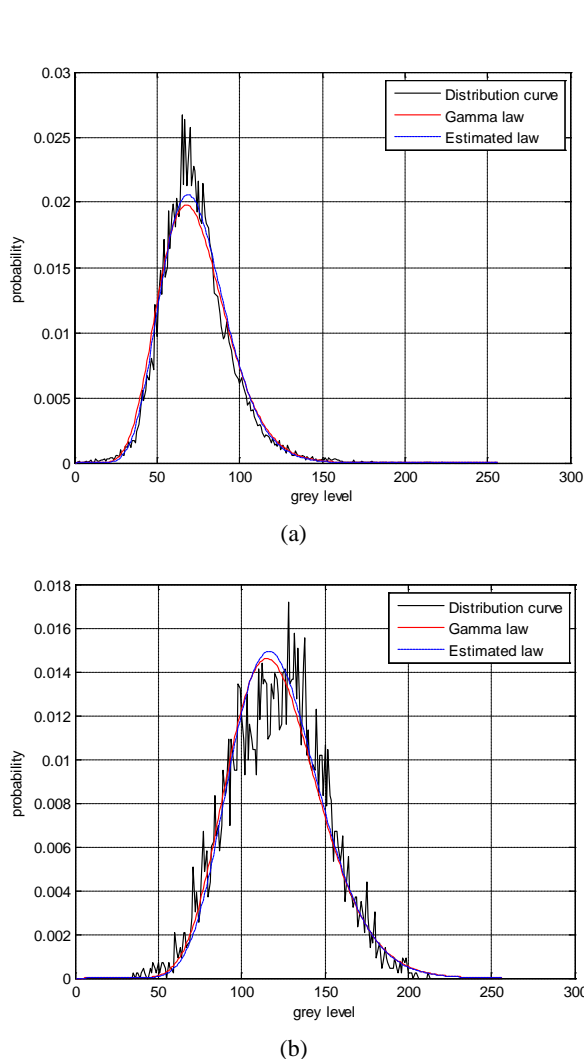 0.03
0.025
0.02
0.015
0.01
0.005
0
probability
Distribution curve
Gamma law
Estimated law
0 50 100 150 200 250 300
grey level
(a)
0.018
0.016
0.014
0.012
0.01
0.008
0.006
0.004
0.002
0
probability
Distribution curve
Gamma law
Estimated law
0 50 100 150 200 250 300
grey level
(b)